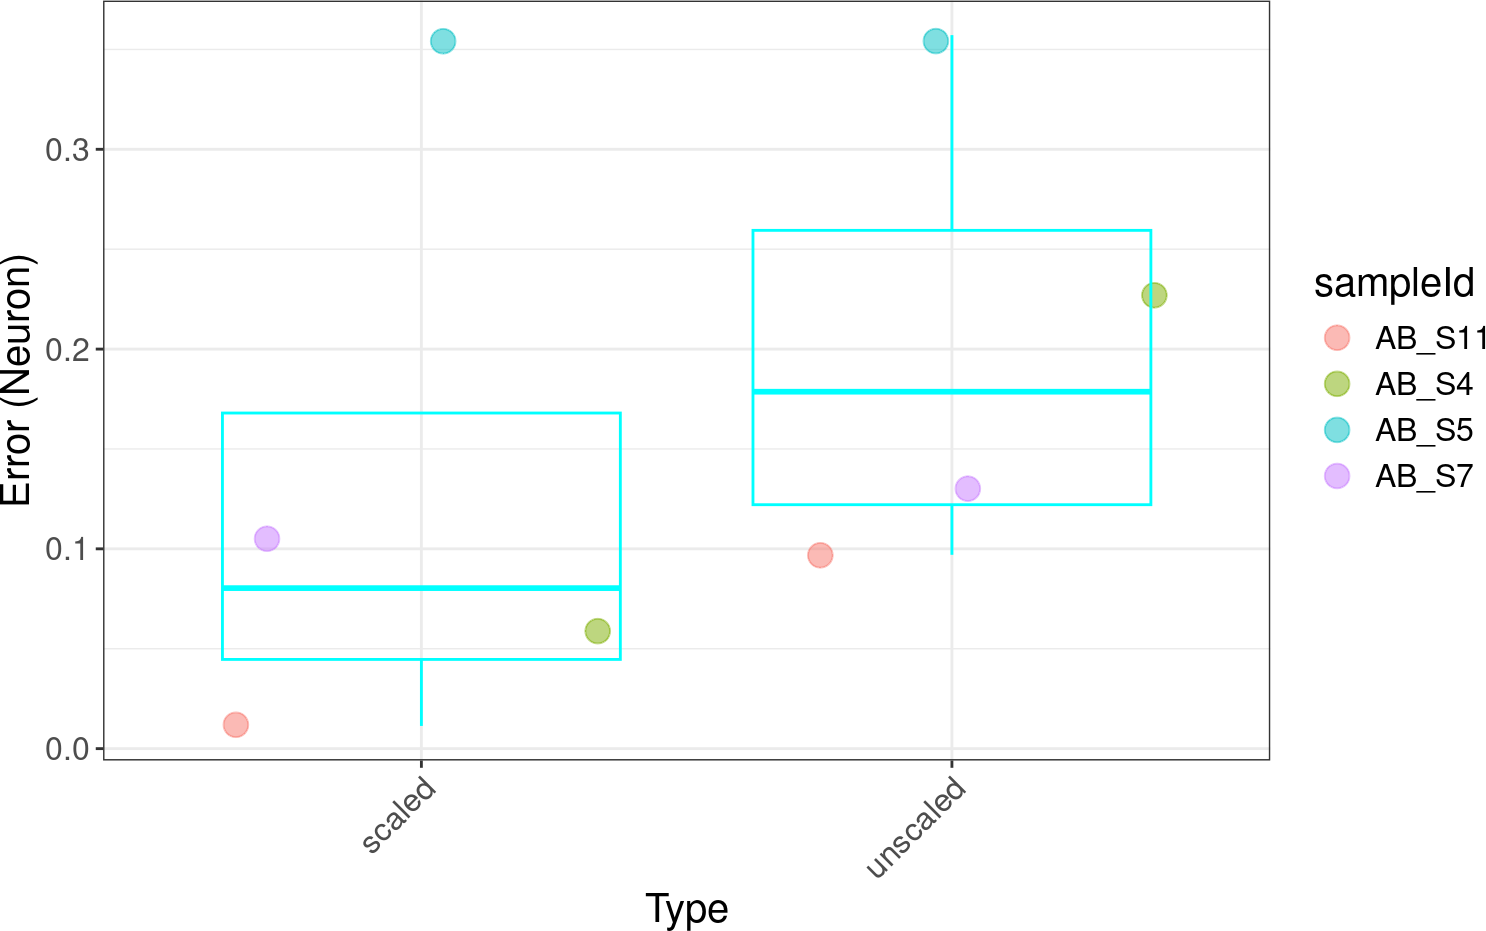 Error (Neuron)
0.3
0.2
0.1
0.0
scaled
unscaled
Type
sampleId
AB_S11
AB_S4
AB_S5
AB_S7